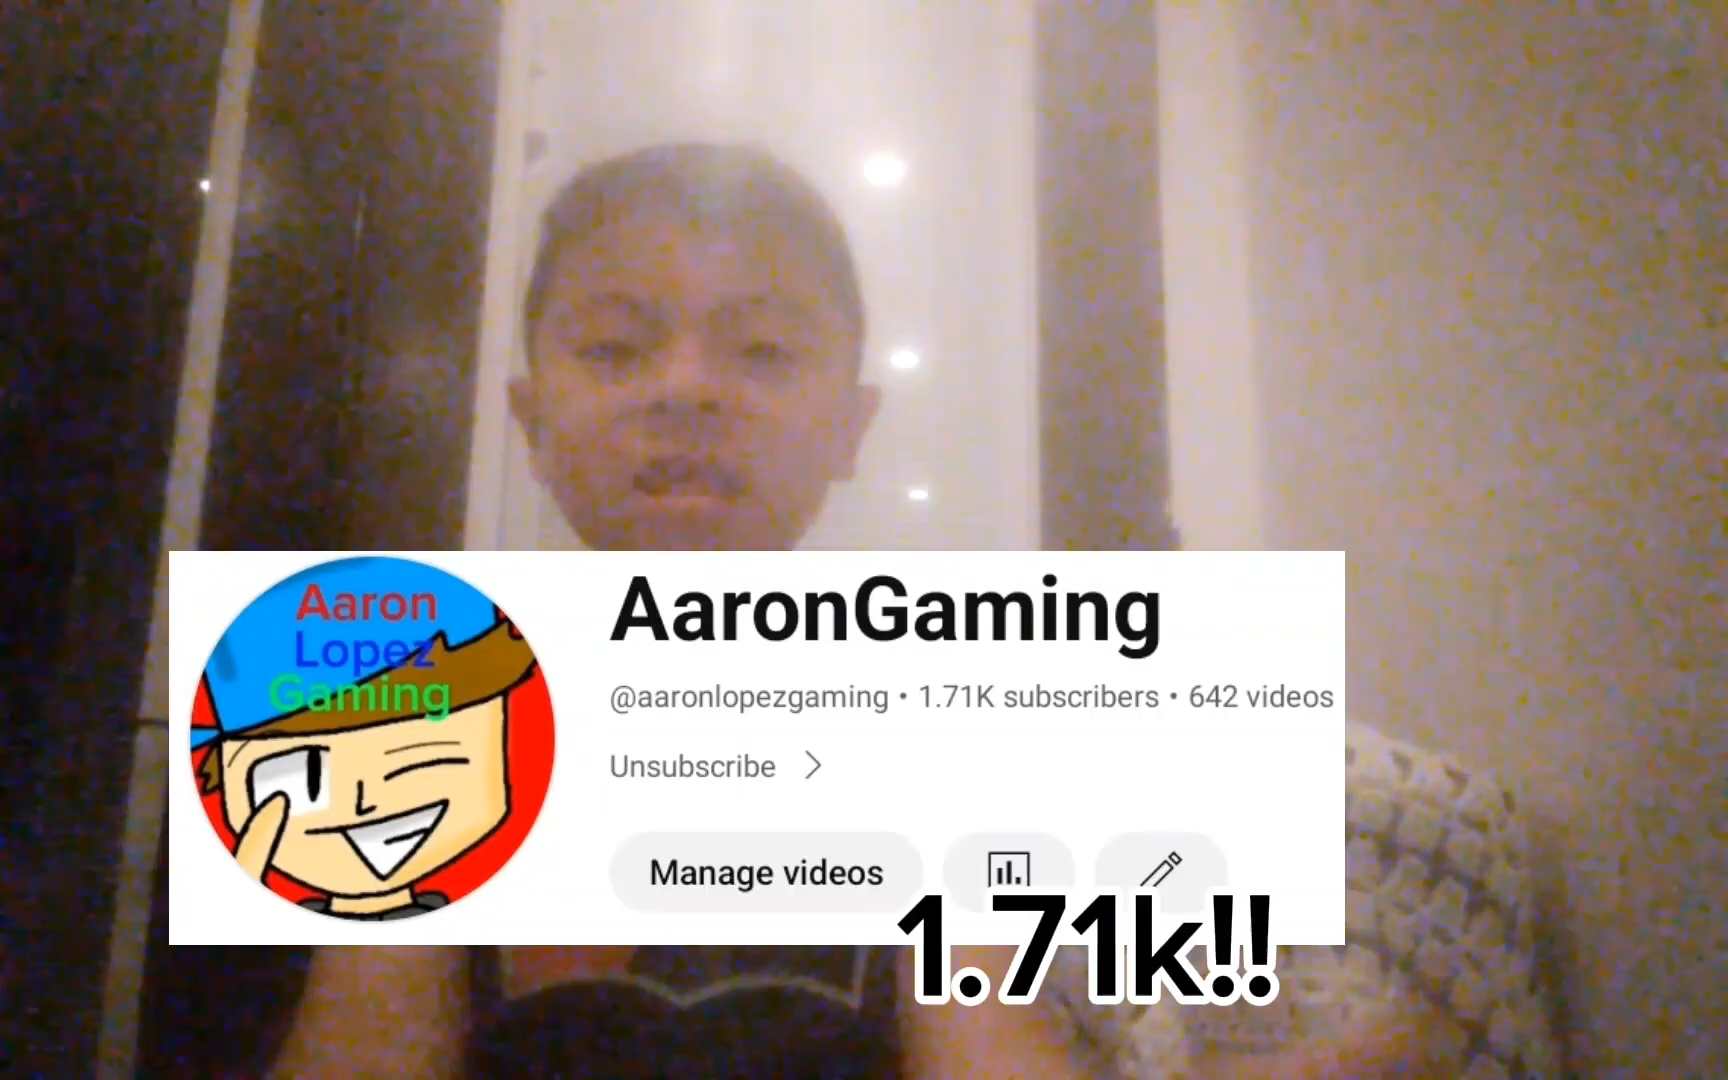 Aaron
Lopez
Gaming
AaronGaming
@aaronlopezgaming • 1.71K subscribers • 642 videos
Unsubscribe >
Manage videos
1.71k!!